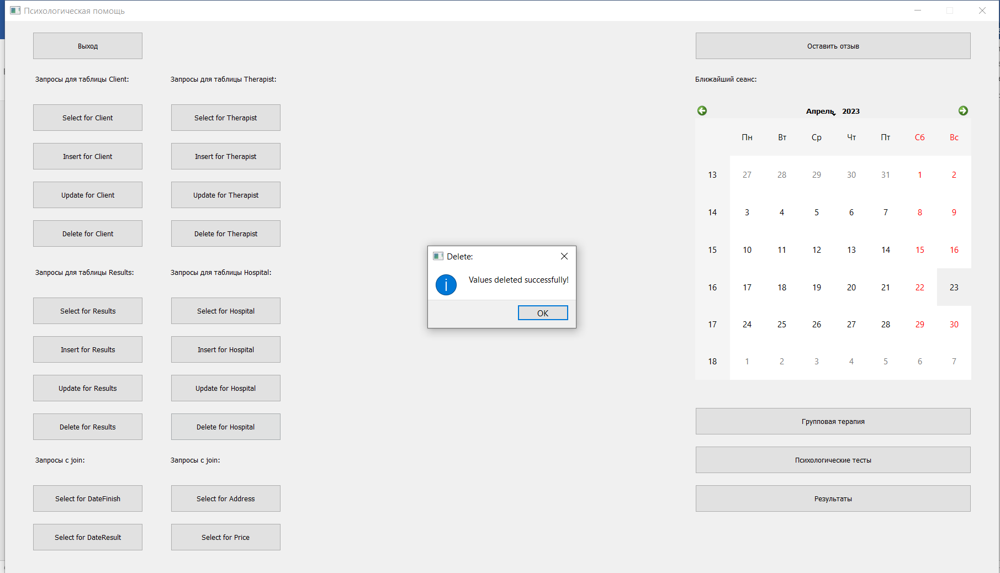 Психологическая помощь
Выход
Оставить отзыв
Запросы для таблицы Client:
Запросы для таблицы Therapist:
Ближайший сеанс:
Select for Client
Select for Therapist
Insert for Client
Insert for Therapist
Update for Client
Update for Therapist
Delete for Client
Delete for Therapist
Запросы для таблицы Results:
Запросы для таблицы Hospital:
Select for Results
Select for Hospital
Insert for Results
Insert for Hospital
Update for Results
Update for Hospital
Delete for Results
Delete for Hospital
Запросы с join:
Запросы с join:
Select for DateFinish
Select for Address
Select for DateResult
Select for Price
Delete:
Values deleted successfully!
OK
Апрель 2023
Пн Вт Ср Чт Пт Сб Вс
13 27 28 29 30 31 1 2
14 3 4 5 6 7 8 9
15 10 11 12 13 14 15 16
16 17 18 19 20 21 22 23
17 24 25 26 27 28 29 30
18 1 2 3 4 5 6 7
Групповая терапия
Психологические тесты
Результаты